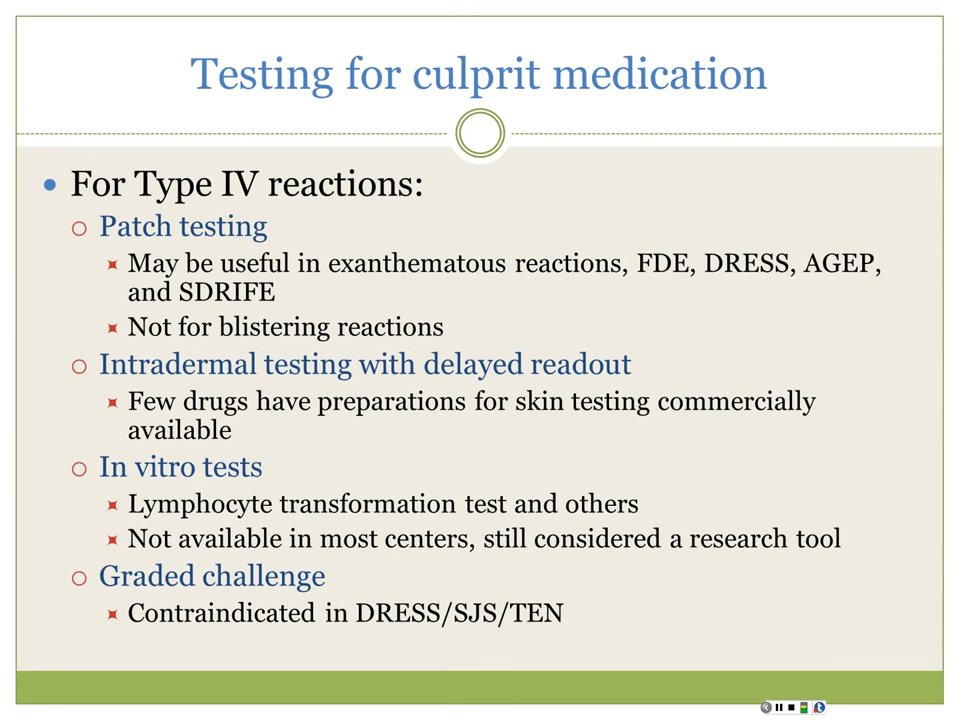 Testing for culprit medication
For Type IV reactions:
Patch testing
May be useful in exanthematous reactions, FDE, DRESS, AGEP,
and SDRIFE
Not for blistering reactions
Intradermal testing with delayed readout
Few drugs have preparations for skin testing commercially
available
In vitro tests
Lymphocyte transformation test and others
Not available in most centers, still considered a research tool
Graded challenge
Contraindicated in DRESS/SJS/TEN